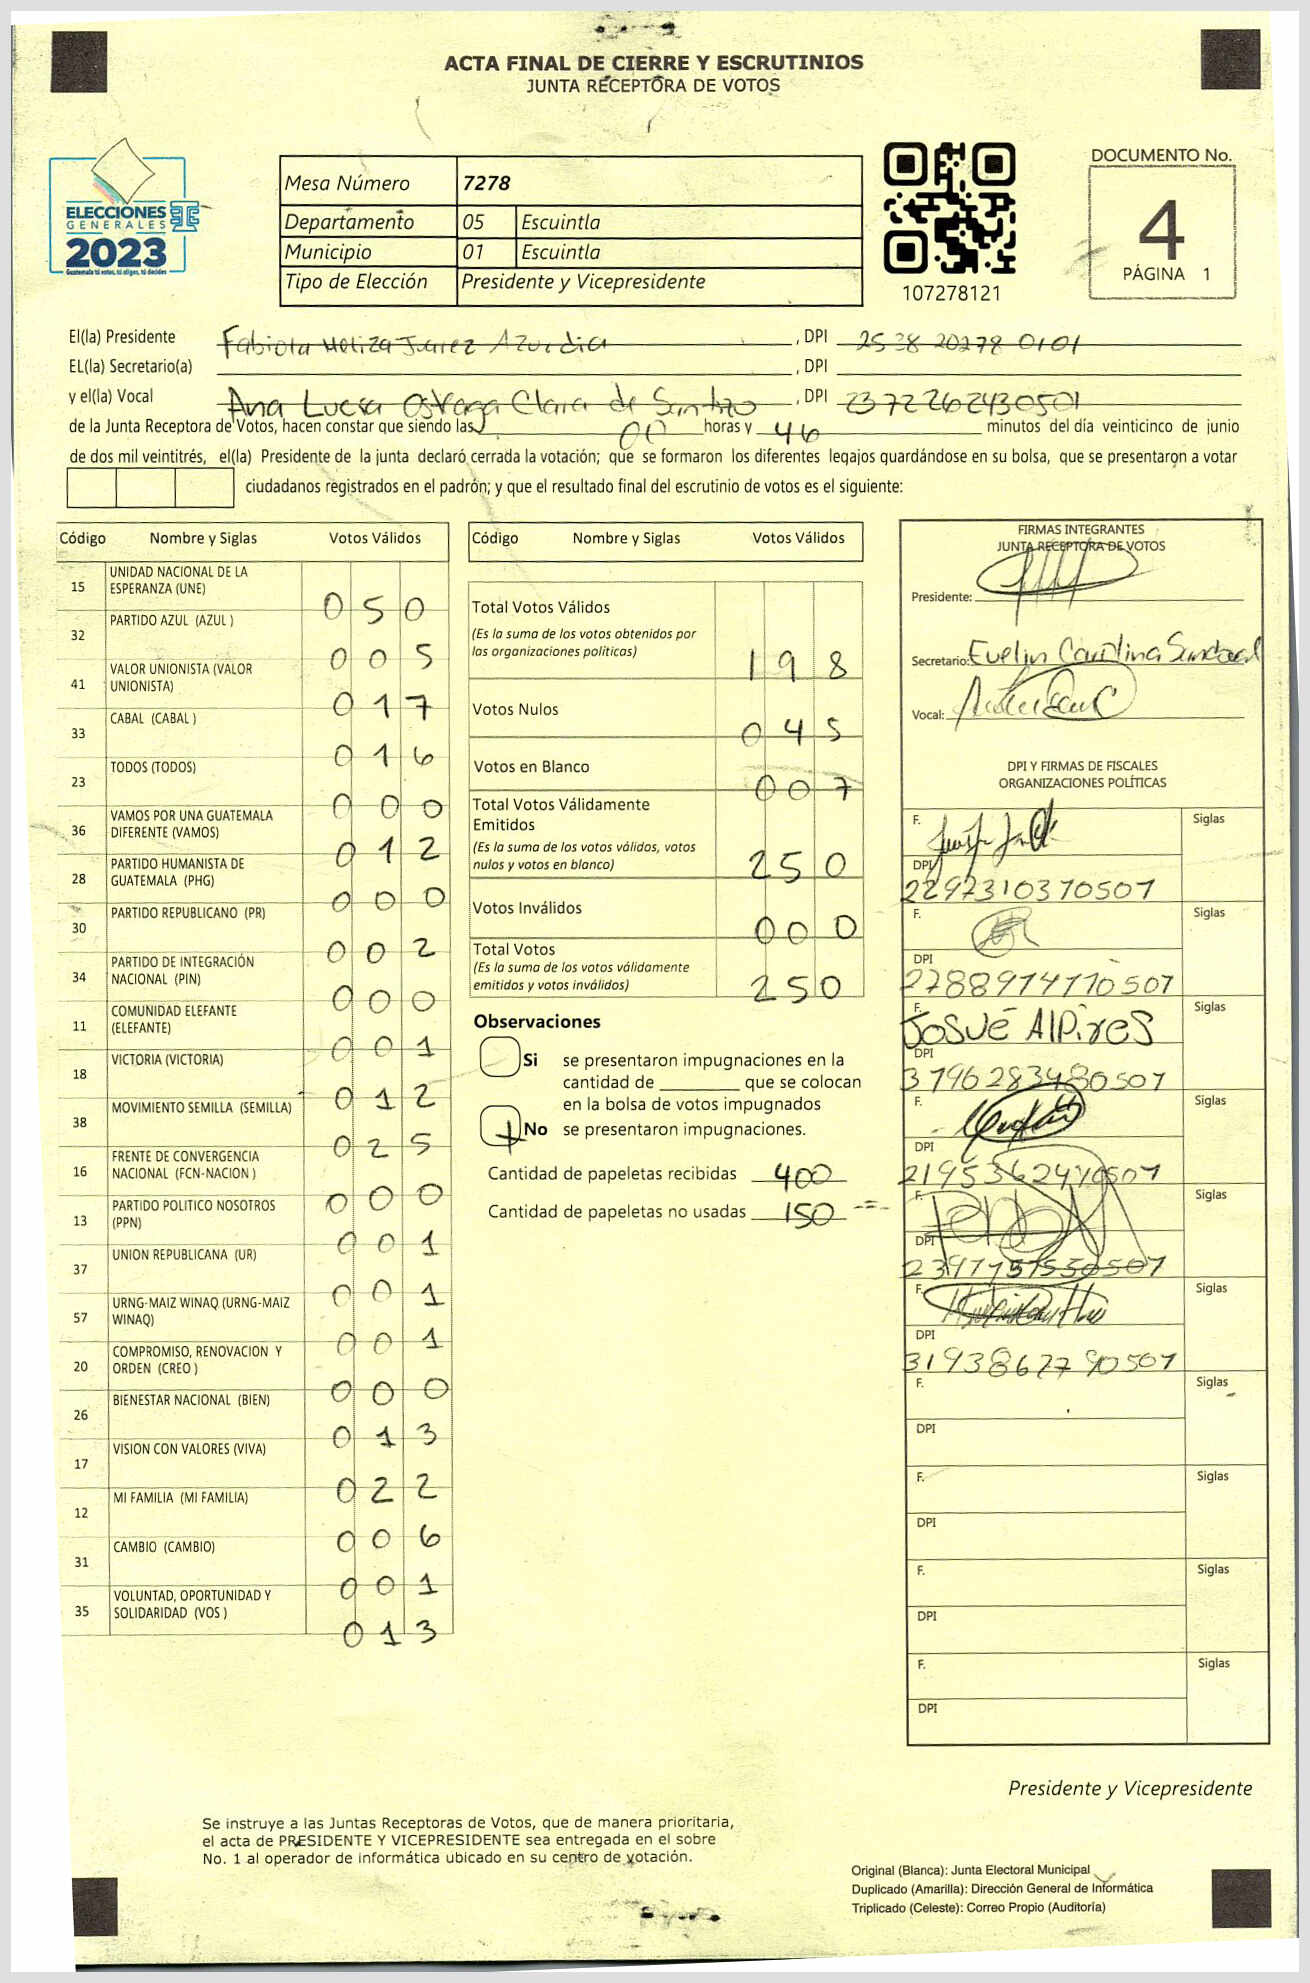 ACTA FINAL DE CIERRE Y ESCRUTINIOS
JUNTA RECEPTORA DE VOTOS
ELECCIONES
GENERALES
2023
Guatemala tú votas, tú eliges, tú decides
Mesa Número 7278
Departamento 05 Escuintla
Municipio 01 Escuintla
Tipo de Elección Presidente y Vicepresidente
107278121
DOCUMENTO No.
4
PÁGINA 1
El(la) Presidente Fabiola Meliza Juarez Azurdia , DPI 2538 20278 0101
EL(la) Secretario(a) , DPI
y el(la) Vocal Ana Lucsa Clara de , DPI 2372262430501
de la Junta Receptora de Votos, hacen constar que siendo las 00 horas y 46 minutos del día veinticinco de junio
de dos mil veintitrés, el(la) Presidente de la junta declaró cerrada la votación; que se formaron los diferentes legajos guardándose en su bolsa, que se presentaron a votar
ciudadanos registrados en el padrón; y que el resultado final del escrutinio de votos es el siguiente:
Código Nombre y Siglas Votos Válidos
15 UNIDAD NACIONAL DE LA
ESPERANZA (UNE) 0 5 0
32 PARTIDO AZUL (AZUL ) 0 0 5
41 VALOR UNIONISTA (VALOR
UNIONISTA) 0 1 7
33 CABAL (CABAL ) 0 1 6
23 TODOS (TODOS) 0 0 0
36 VAMOS POR UNA GUATEMALA
DIFERENTE (VAMOS) 0 1 2
28 PARTIDO HUMANISTA DE
GUATEMALA (PHG) 0 0 0
30 PARTIDO REPUBLICANO (PR) 0 0 2
34 PARTIDO DE INTEGRACIÓN
NACIONAL (PIN) 0 0 0
11 COMUNIDAD ELEFANTE
(ELEFANTE) 0 0 1
18 VICTORIA (VICTORIA) 0 1 2
38 MOVIMIENTO SEMILLA (SEMILLA) 0 2 5
16 FRENTE DE CONVERGENCIA
NACIONAL (FCN-NACION ) 0 0 0
13 PARTIDO POLITICO NOSOTROS
(PPN) 0 0 1
37 UNION REPUBLICANA (UR) 0 0 1
57 URNG-MAIZ WINAQ (URNG-MAIZ
WINAQ) 0 0 1
20 COMPROMISO, RENOVACION Y
ORDEN (CREO ) 0 0 0
26 BIENESTAR NACIONAL (BIEN) 0 1 3
17 VISION CON VALORES (VIVA) 0 2 2
12 MI FAMILIA (MI FAMILIA) 0 0 6
31 CAMBIO (CAMBIO) 0 0 1
35 VOLUNTAD, OPORTUNIDAD Y
SOLIDARIDAD (VOS ) 0 1 3
Código Nombre y Siglas Votos Válidos
Total Votos Válidos
(Es la suma de los votos obtenidos por
las organizaciones políticas) 1 9 8
Votos Nulos 0 4 5
Votos en Blanco 0 0 7
Total Votos Válidamente
Emitidos
(Es la suma de los votos válidos, votos
nulos y votos en blanco) 2 5 0
Votos Inválidos 0 0 0
Total Votos
(Es la suma de los votos válidamente
emitidos y votos inválidos) 2 5 0
Observaciones
Si se presentaron impugnaciones en la
cantidad de ________ que se colocan
en la bolsa de votos impugnados
No se presentaron impugnaciones.
Cantidad de papeletas recibidas 400
Cantidad de papeletas no usadas 150
FIRMAS INTEGRANTES
JUNTA RECEPTORA DE VOTOS
Presidente:
Secretario: Evelin Carolina Sandoval
Vocal:
DPI Y FIRMAS DE FISCALES
ORGANIZACIONES POLÍTICAS
F. Siglas
DPI
2292310370507
F. Siglas
DPI
F. Siglas
JOSUÉ AlPires
DPI
3796283480507
F. Siglas
DPI
F. Siglas
DPI
F. Siglas
DPI
3193867790507
F. Siglas
DPI
F. Siglas
DPI
F. Siglas
DPI
F. Siglas
DPI
Presidente y Vicepresidente
Se instruye a las Juntas Receptoras de Votos, que de manera prioritaria,
el acta de PRESIDENTE Y VICEPRESIDENTE sea entregada en el sobre
No. 1 al operador de informática ubicado en su centro de votación.
Original (Blanca): Junta Electoral Municipal
Duplicado (Amarilla): Dirección General de Informática
Triplicado (Celeste): Correo Propio (Auditoría)